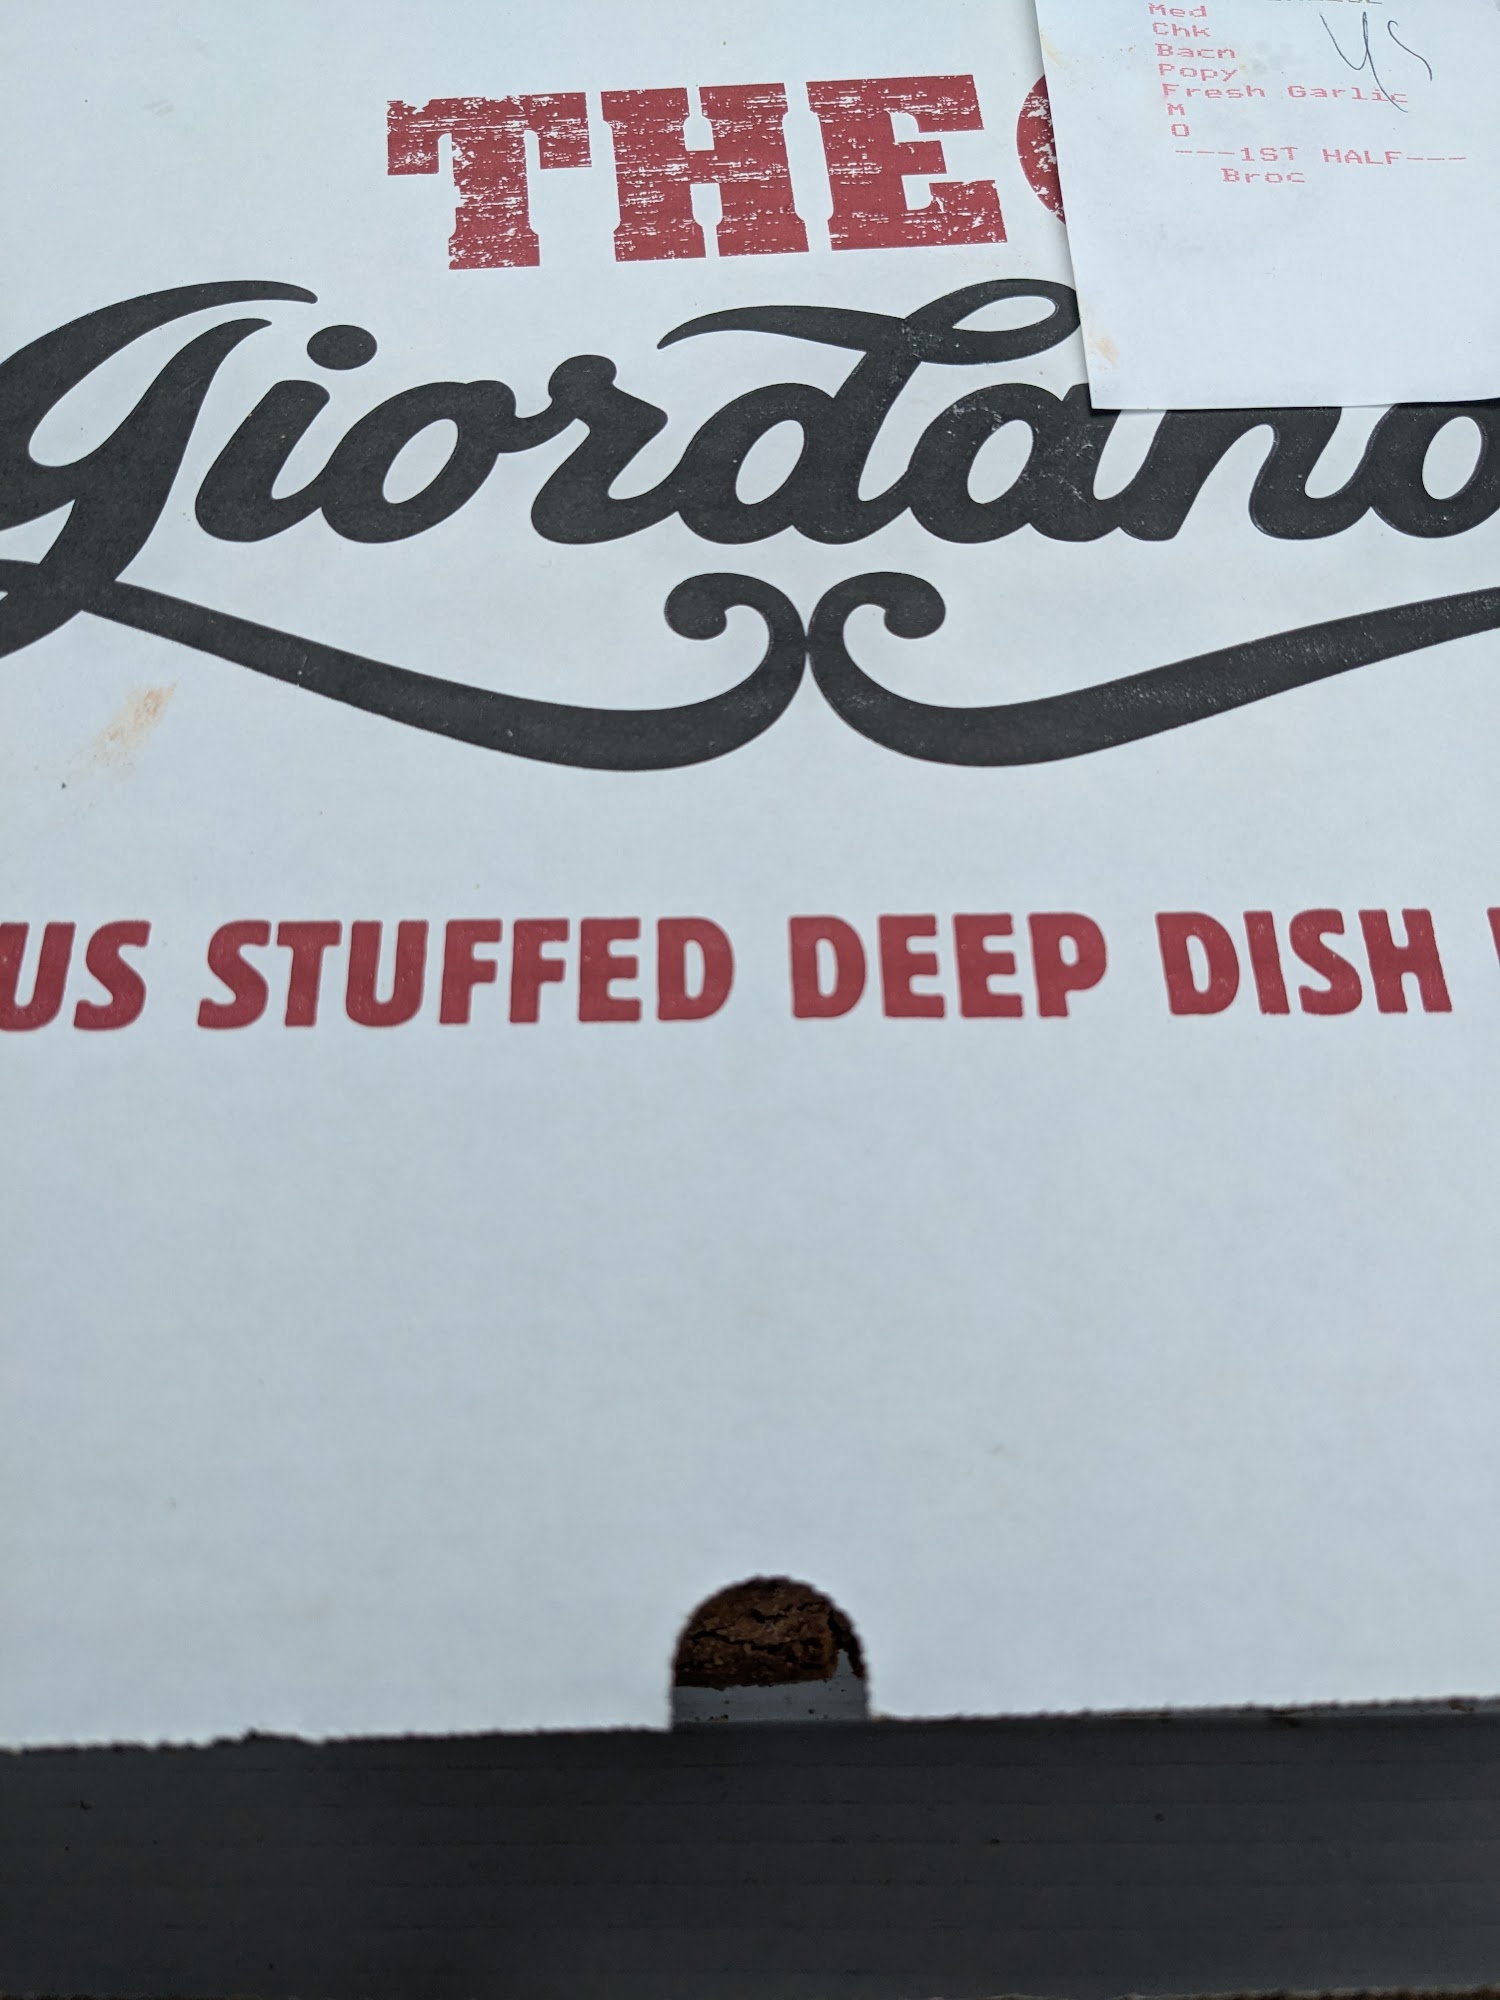 Med
Chk
Bacn
Popy
Fresh Garlic
M
O
---1ST HALF---
Broc
THE
Giordano
US STUFFED DEEP DISH